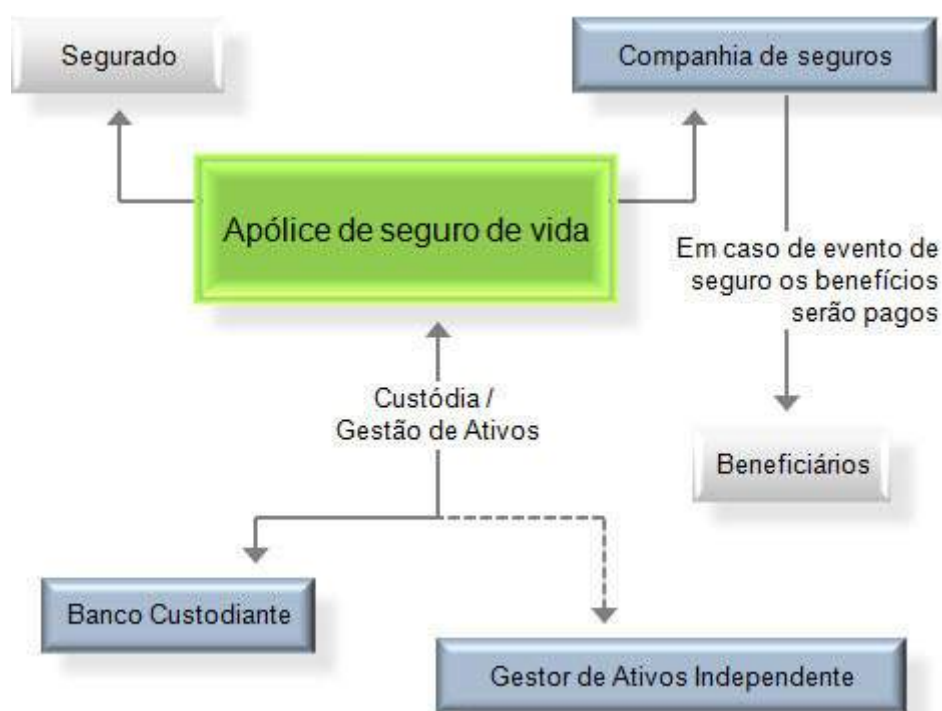 Segurado
Companhia de seguros
Apólice de seguro de vida
Em caso de evento de
seguro os benefícios
serão pagos
Custódia /
Gestão de Ativos
Beneficiários
Banco Custodiante
Gestor de Ativos Independente